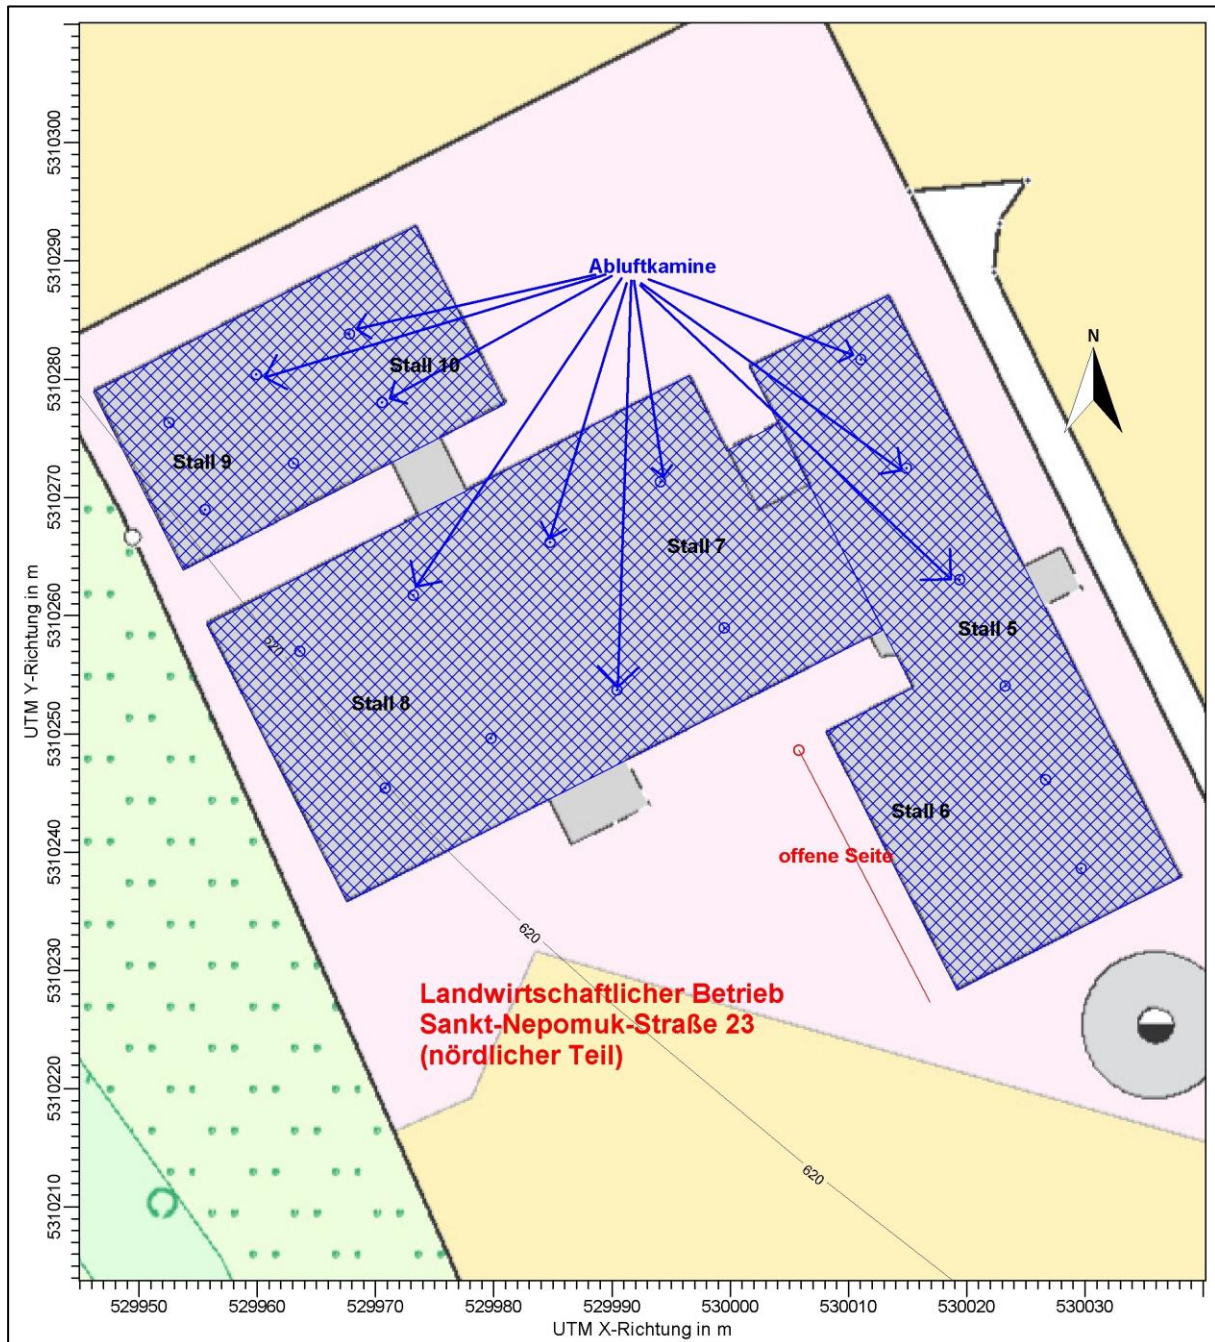 Abluftkamine
N
Stall 10
Stall 9
Stall 7
Stall 5
620
Stall 8
Stall 6
offene Seite
620
Landwirtschaftlicher Betrieb
Sankt-Nepomuk-Straße 23
(nördlicher Teil)
620
UTM Y-Richtung in m
5310300
5310290
5310280
5310270
5310260
5310250
5310240
5310230
5310220
5310210
529950 529960 529970 529980 529990 530000 530010 530020 530030
UTM X-Richtung in m